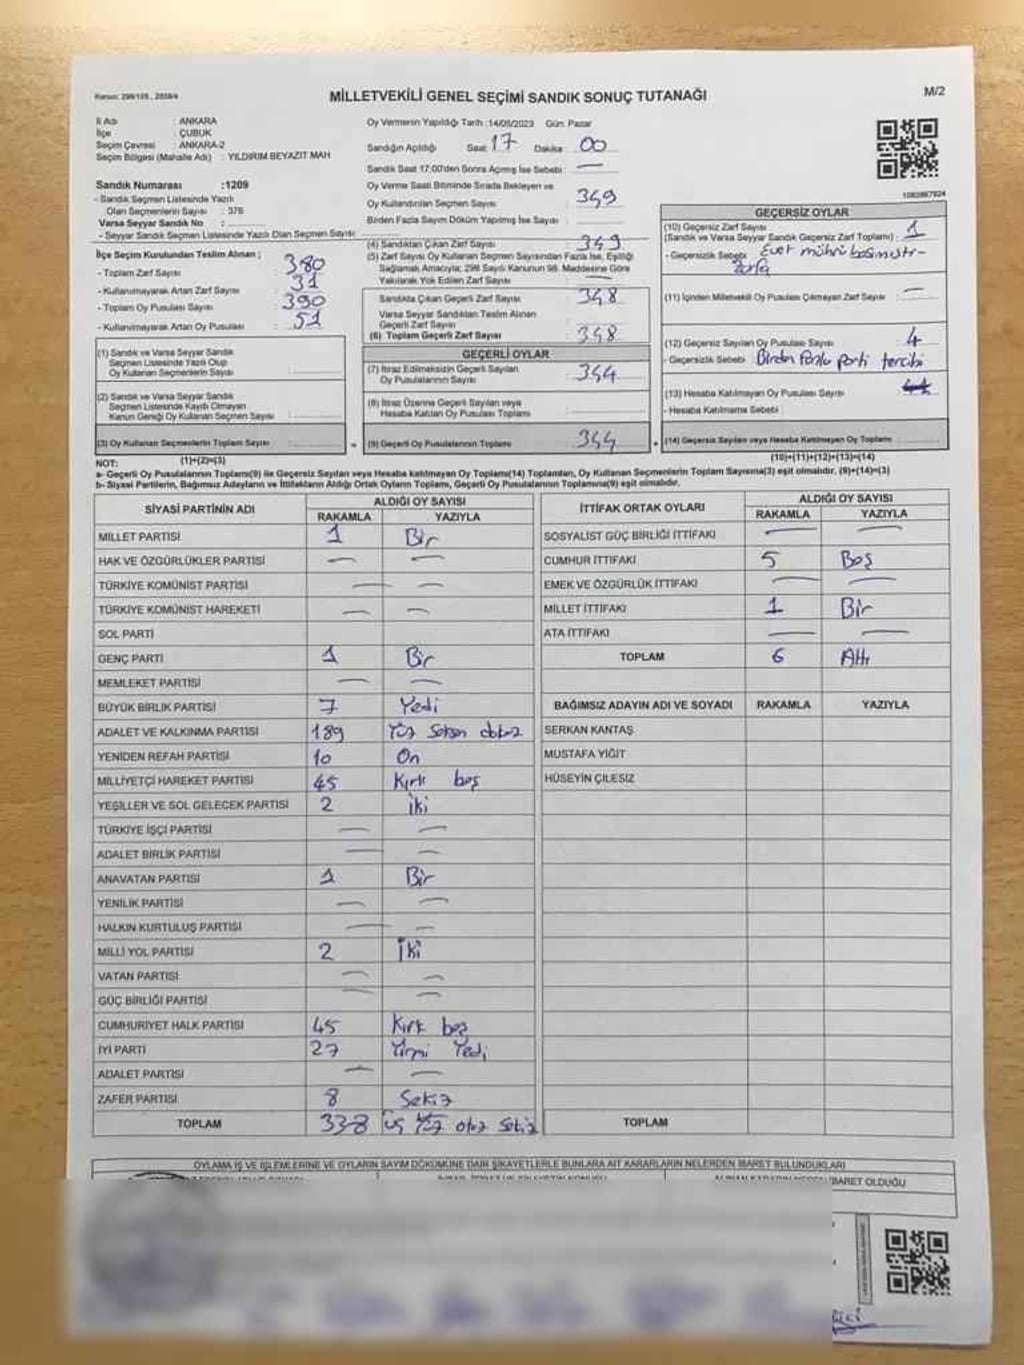 Kanun: 298/105, 2839/4
MİLLETVEKİLİ GENEL SEÇİMİ SANDIK SONUÇ TUTANAĞI
M/2
İl Adı : ANKARA
İlçe : ÇUBUK
Seçim Çevresi : ANKARA-2
Seçim Bölgesi (Mahalle Adı) : YILDIRIM BEYAZIT MAH
Sandık Numarası :1209
- Sandık Seçmen Listesinde Yazılı
Olan Seçmenlerin Sayısı : 376
Varsa Seyyar Sandık No :
- Seyyar Sandık Seçmen Listesinde Yazılı Olan Seçmen Sayısı:
İlçe Seçim Kurulundan Teslim Alınan ;
- Toplam Zarf Sayısı : 380
- Kullanılmayarak Artan Zarf Sayısı : 31
- Toplam Oy Pusulası Sayısı : 390
- Kullanılmayarak Artan Oy Pusulası : 51
(1) Sandık ve Varsa Seyyar Sandık
Seçmen Listesinde Yazılı Olup
Oy Kullanan Seçmenlerin Sayısı :
(2) Sandık ve Varsa Seyyar Sandık
Seçmen Listesinde Kayıtlı Olmayan
Kanun Gereği Oy Kullanan Seçmen Sayısı :
(3) Oy Kullanan Seçmenlerin Toplam Sayısı :
(1)+(2)=(3)
Oy Vermenin Yapıldığı Tarih :14/05/2023 Gün: Pazar
Sandığın Açıldığı Saat: 17 Dakika: 00
Sandık Saat 17:00'den Sonra Açılmış İse Sebebi: —
Oy Verme Saati Bitiminde Sırada Bekleyen ve
Oy Kullandırılan Seçmen Sayısı : 349
Birden Fazla Sayım Döküm Yapılmış İse Sayısı :
(4) Sandıktan Çıkan Zarf Sayısı : 349
(5) Zarf Sayısı Oy Kullanan Seçmen Sayısından Fazla İse, Eşitliği
Sağlamak Amacıyla; 298 Sayılı Kanunun 98. Maddesine Göre
Yakılarak Yok Edilen Zarf Sayısı : —
Sandıkta Çıkan Geçerli Zarf Sayısı : 348
Varsa Seyyar Sandıktan Teslim Alınan
Geçerli Zarf Sayısı :
(6) Toplam Geçerli Zarf Sayısı : 348
GEÇERLİ OYLAR
(7) İtiraz Edilmeksizin Geçerli Sayılan
Oy Pusulalarının Sayısı : 344
(8) İtiraz Üzerine Geçerli Sayılan veya
Hesaba Katılan Oy Pusulası Toplamı :
(9) Geçerli Oy Pusulalarının Toplamı : 344
1092867924
GEÇERSİZ OYLAR
(10) Geçersiz Zarf Sayısı : 1
(Sandık ve Varsa Seyyar Sandık Geçersiz Zarf Toplamı)
- Geçersizlik Sebebi : Evet mührü basılmıştır-
Zarfa
(11) İçinden Milletvekili Oy Pusulası Çıkmayan Zarf Sayısı : —
(12) Geçersiz Sayılan Oy Pusulası Sayısı : 4
- Geçersizlik Sebebi : Birden fazla parti tercihi
(13) Hesaba Katılmayan Oy Pusulası Sayısı
- Hesaba Katılmama Sebebi
(14) Geçersiz Sayılan veya Hesaba Katılmayan Oy Toplamı :
(10)+(11)+(12)+(13)=(14)
NOT:
a- Geçerli Oy Pusulalarının Toplamı(9) ile Geçersiz Sayılan veya Hesaba katılmayan Oy Toplamı(14) Toplamdan, Oy Kullanan Seçmenlerin Toplam Sayısına(3) eşit olmalıdır. (9)+(14)=(3)
b- Siyasi Partilerin, Bağımsız Adayların ve İttifakların Aldığı Ortak Oyların Toplamı, Geçerli Oy Pusulalarının Toplamına(9) eşit olmalıdır.
SİYASİ PARTİNİN ADI ALDIĞI OY SAYISI
RAKAMLA YAZIYLA
MİLLET PARTİSİ 1 Bir
HAK VE ÖZGÜRLÜKLER PARTİSİ — —
TÜRKİYE KOMÜNİST PARTİSİ — —
TÜRKİYE KOMÜNİST HAREKETİ — —
SOL PARTİ
GENÇ PARTİ 1 Bir
MEMLEKET PARTİSİ — —
BÜYÜK BİRLİK PARTİSİ 7 Yedi
ADALET VE KALKINMA PARTİSİ 189 Yüz Seksen dokuz
YENİDEN REFAH PARTİSİ 10 On
MİLLİYETÇİ HAREKET PARTİSİ 45 Kırk beş
YEŞİLLER VE SOL GELECEK PARTİSİ 2 İki
TÜRKİYE İŞÇİ PARTİSİ — —
ADALET BİRLİK PARTİSİ — —
ANAVATAN PARTİSİ 1 Bir
YENİLİK PARTİSİ — —
HALKIN KURTULUŞ PARTİSİ — —
MİLLİ YOL PARTİSİ 2 İki
VATAN PARTİSİ — —
GÜÇ BİRLİĞİ PARTİSİ — —
CUMHURİYET HALK PARTİSİ 45 Kırk beş
İYİ PARTİ 27 Yirmi Yedi
ADALET PARTİSİ — —
ZAFER PARTİSİ 8 Sekiz
TOPLAM 338 Üç Yüz otuz Sekiz
İTTİFAK ORTAK OYLARI ALDIĞI OY SAYISI
RAKAMLA YAZIYLA
SOSYALİST GÜÇ BİRLİĞİ İTTİFAKI — —
CUMHUR İTTİFAKI 5 Beş
EMEK VE ÖZGÜRLÜK İTTİFAKI — —
MİLLET İTTİFAKI 1 Bir
ATA İTTİFAKI — —
TOPLAM 6 Altı
BAĞIMSIZ ADAYIN ADI VE SOYADI RAKAMLA YAZIYLA
SERKAN KANTAŞ
MUSTAFA YİĞİT
HÜSEYİN ÇİLESİZ
TOPLAM
OYLAMA İŞ VE İŞLEMLERİNE VE OYLARIN SAYIM DÖKÜMÜNE DAİR ŞİKAYETLERLE BUNLARA AİT KARARLARIN NELERDEN İBARET BULUNDUKLARI
İBARET OLDUĞU